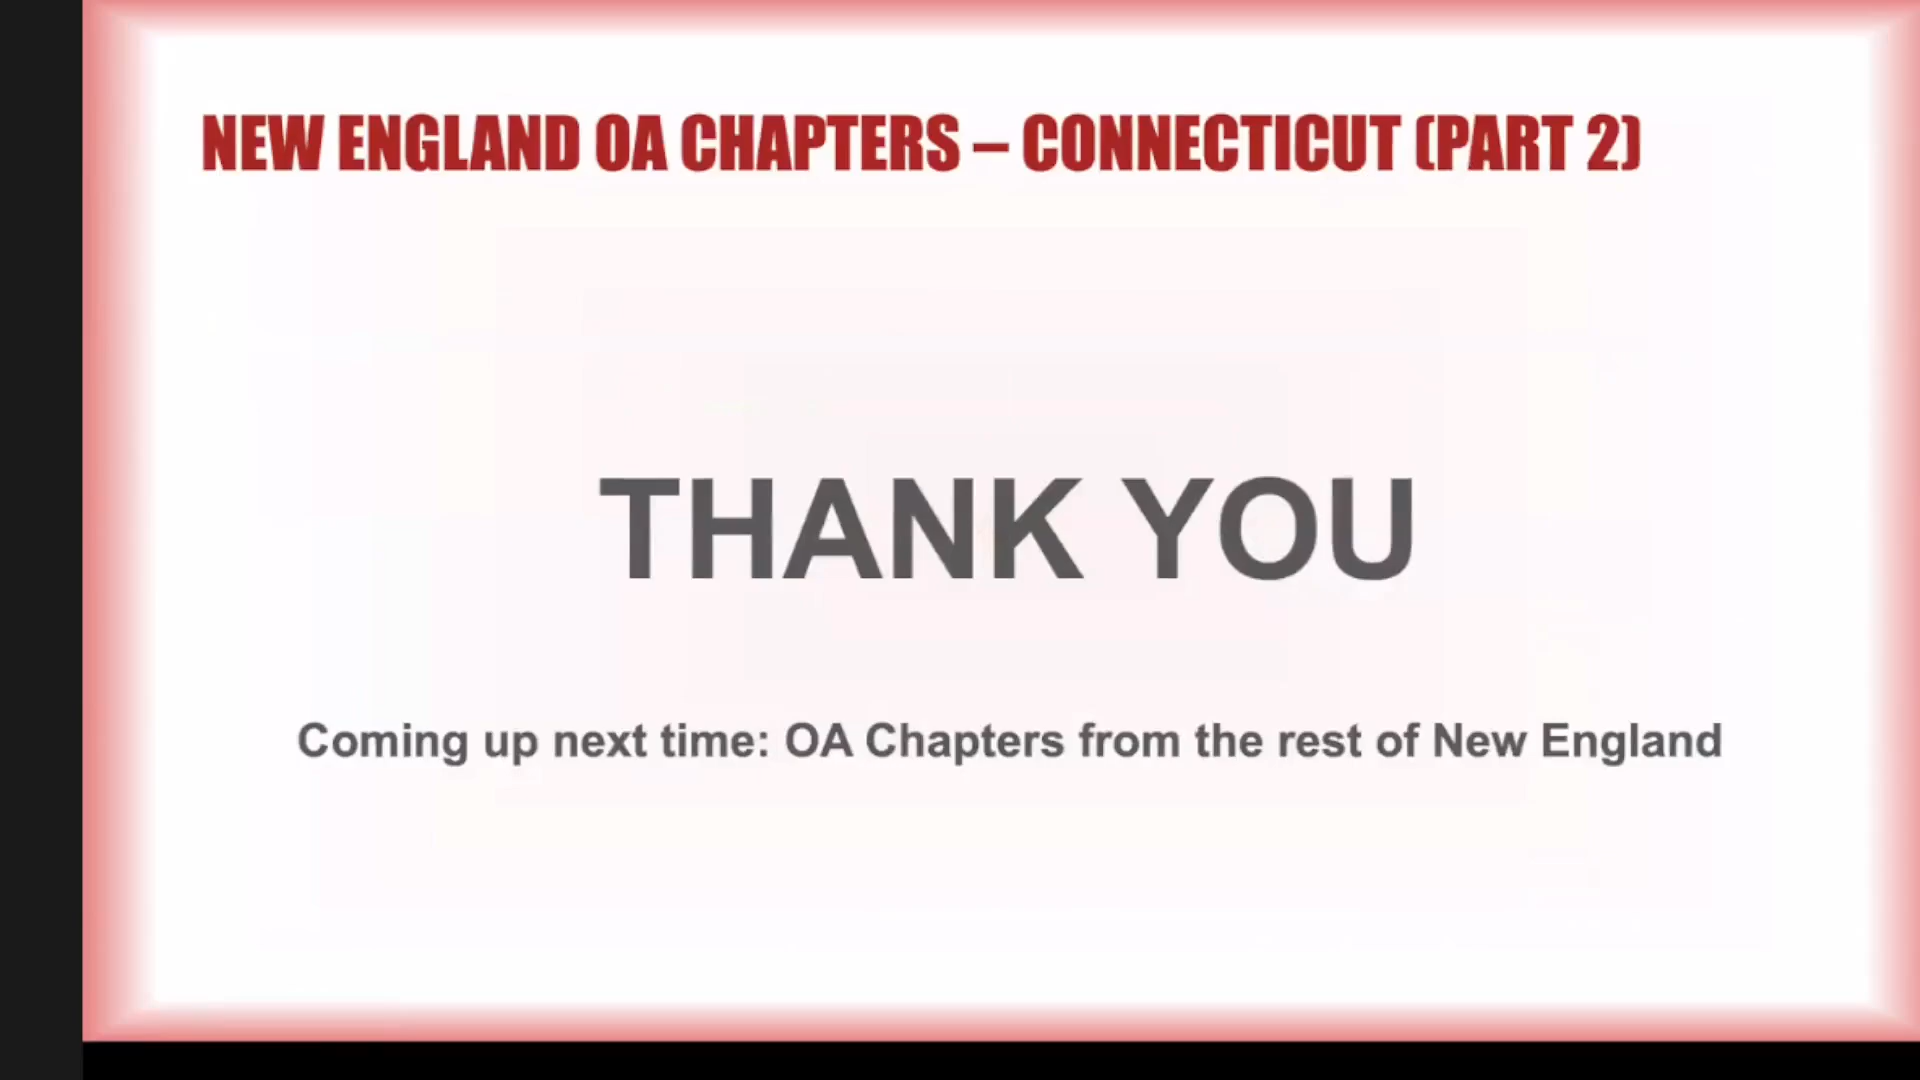 NEW ENGLAND OA CHAPTERS – CONNECTICUT (PART 2)
THANK YOU
Coming up next time: OA Chapters from the rest of New England